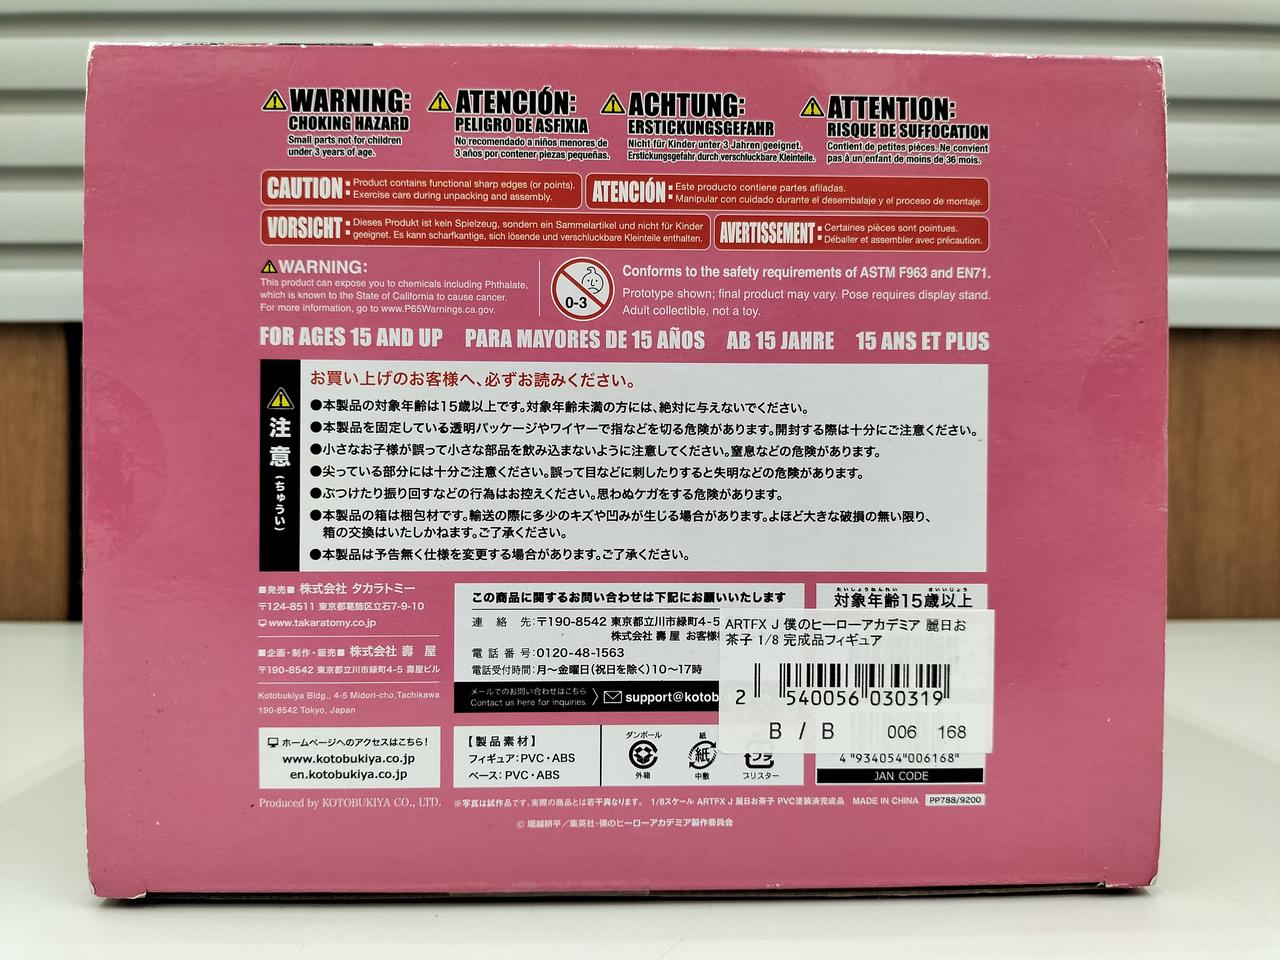 WARNING:
CHOKING HAZARD
Small parts not for children
under 3 years of age.
ATENCIÓN:
PELIGRO DE ASFIXIA
No recomendado a niños menores de
3 años por contener piezas pequeñas.
ACHTUNG:
ERSTICKUNGSGEFAHR
Nicht für Kinder unter 3 Jahren geeignet.
Erstickungsgefahr durch verschluckbare Kleinteile.
ATTENTION:
RISQUE DE SUFFOCATION
Contient de petites pièces. Ne convient
pas à un enfant de moins de 36 mois.
CAUTION: Product contains functional sharp edges (or points).
Exercise care during unpacking and assembly.
ATENCIÓN: Este producto contiene partes afiladas.
Manipular con cuidado durante el desembalaje y el proceso de montaje.
VORSICHT: Dieses Produkt ist kein Spielzeug, sondern ein Sammelartikel und nicht für Kinder
geeignet. Es kann scharfkantige, sich lösende und verschluckbare Kleinteile enthalten.
AVERTISSEMENT: Certaines pièces sont pointues.
Déballer et assembler avec précaution.
WARNING:
This product can expose you to chemicals including Phthalate,
which is known to the State of California to cause cancer.
For more information, go to www.P65Warnings.ca.gov.
0-3
Conforms to the safety requirements of ASTM F963 and EN71.
Prototype shown; final product may vary. Pose requires display stand.
Adult collectible, not a toy.
FOR AGES 15 AND UP PARA MAYORES DE 15 AÑOS AB 15 JAHRE 15 ANS ET PLUS
注意(ちゅうい)
お買い上げのお客様へ、必ずお読みください。
●本製品の対象年齢は15歳以上です。対象年齢未満の方には、絶対に与えないでください。
●本製品を固定している透明パッケージやワイヤーで指などを切る危険があります。開封する際は十分にご注意ください。
●小さなお子様が誤って小さな部品を飲み込まないように注意してください。窒息などの危険があります。
●尖っている部分には十分ご注意ください。誤って目などに刺したりすると失明などの危険があります。
●ぶつけたり振り回すなどの行為はお控えください。思わぬケガをする危険があります。
●本製品の箱は梱包材です。輸送の際に多少のキズや凹みが生じる場合があります。よほど大きな破損の無い限り、
箱の交換はいたしかねます。ご了承ください。
●本製品は予告無く仕様を変更する場合があります。ご了承ください。
■発売■ 株式会社 タカラトミー
〒124-8511 東京都葛飾区立石7-9-10
www.takaratomy.co.jp
■企画・制作・販売■ 株式会社 壽 屋
〒190-8542 東京都立川市緑町4-5 壽屋ビル
Kotobukiya Bldg., 4-5 Midori-cho,Tachikawa
190-8542 Tokyo, Japan
この商品に関するお問い合わせは下記にお願いいたします
連 絡 先:〒190-8542 東京都立川市緑町4-5
株式会社 壽 屋 お客様
電 話 番 号:0120-48-1563
電話受付時間:月～金曜日(祝日を除く)10～17時
メールでのお問い合わせはこちら
Contact us here for inquiries.
support@kotob
たいしょうねんれい さいいじょう
対象年齢15歳以上
ARTFX J 僕のヒーローアカデミア 麗日お
茶子 1/8 完成品フィギュア
2 540056 030319
B / B 006 168
4 934054 006168
JAN CODE
ホームページへのアクセスはこちら!
www.kotobukiya.co.jp
en.kotobukiya.co.jp
【製品素材】
フィギュア:PVC・ABS
ベース:PVC・ABS
ダンボール
外箱
紙
紙
中敷
プラ
ブリスター
Produced by KOTOBUKIYA CO., LTD.
※写真は試作品です。実際の商品とは若干異なります。 1/8スケール ARTFX J 麗日お茶子 PVC塗装済完成品 MADE IN CHINA PP788/9200
© 堀越耕平／集英社・僕のヒーローアカデミア製作委員会